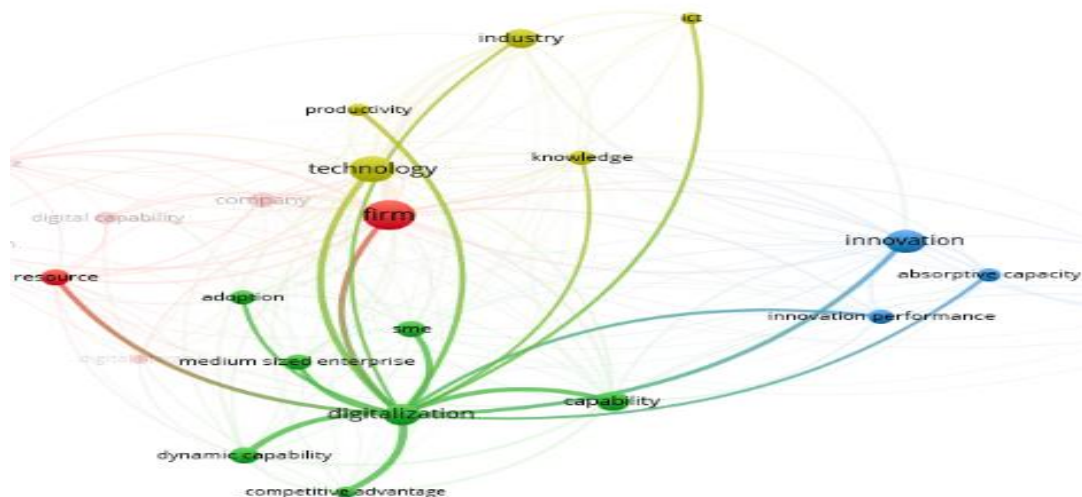 ict
industry
productivity
technology
knowledge
company
digital capability
firm
innovation
resource
absorptive capacity
adoption
innovation performance
sme
medium sized enterprise
capability
digitalization
dynamic capability
competitive advantage